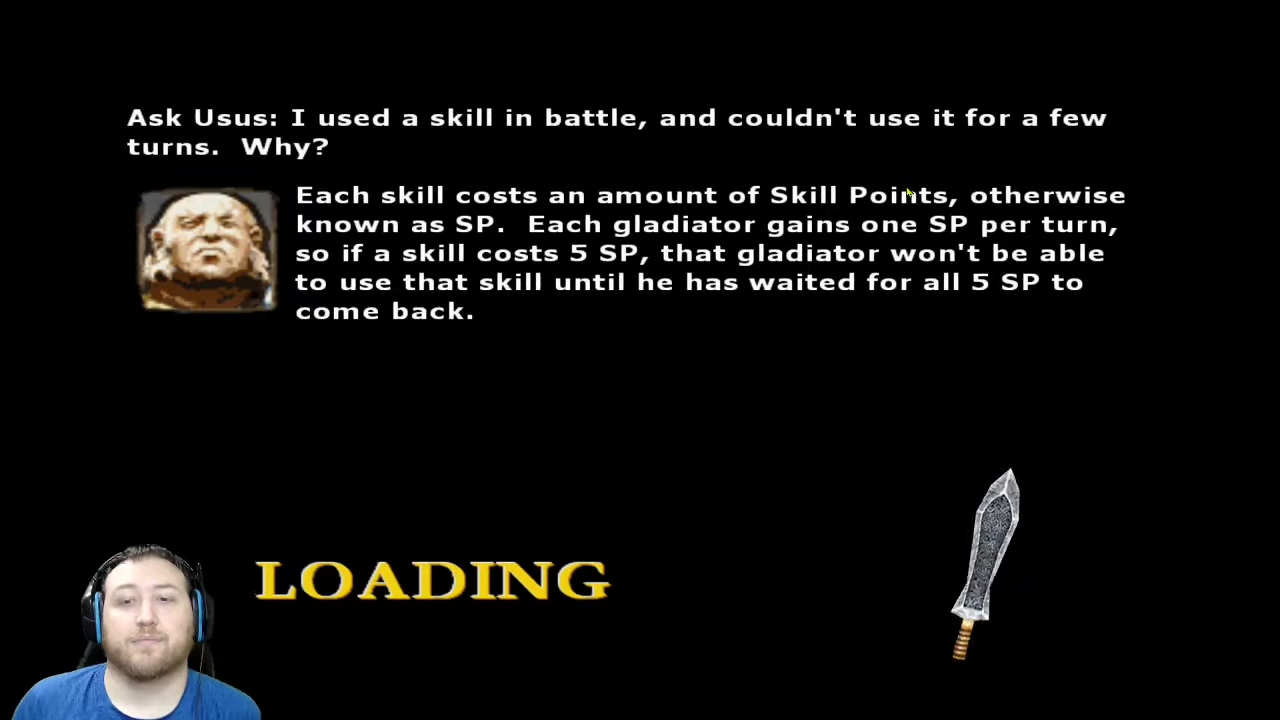 Ask Usus: I used a skill in battle, and couldn't use it for a few
turns.  Why?
Each skill costs an amount of Skill Points, otherwise
known as SP.  Each gladiator gains one SP per turn,
so if a skill costs 5 SP, that gladiator won't be able
to use that skill until he has waited for all 5 SP to
come back.
LOADING